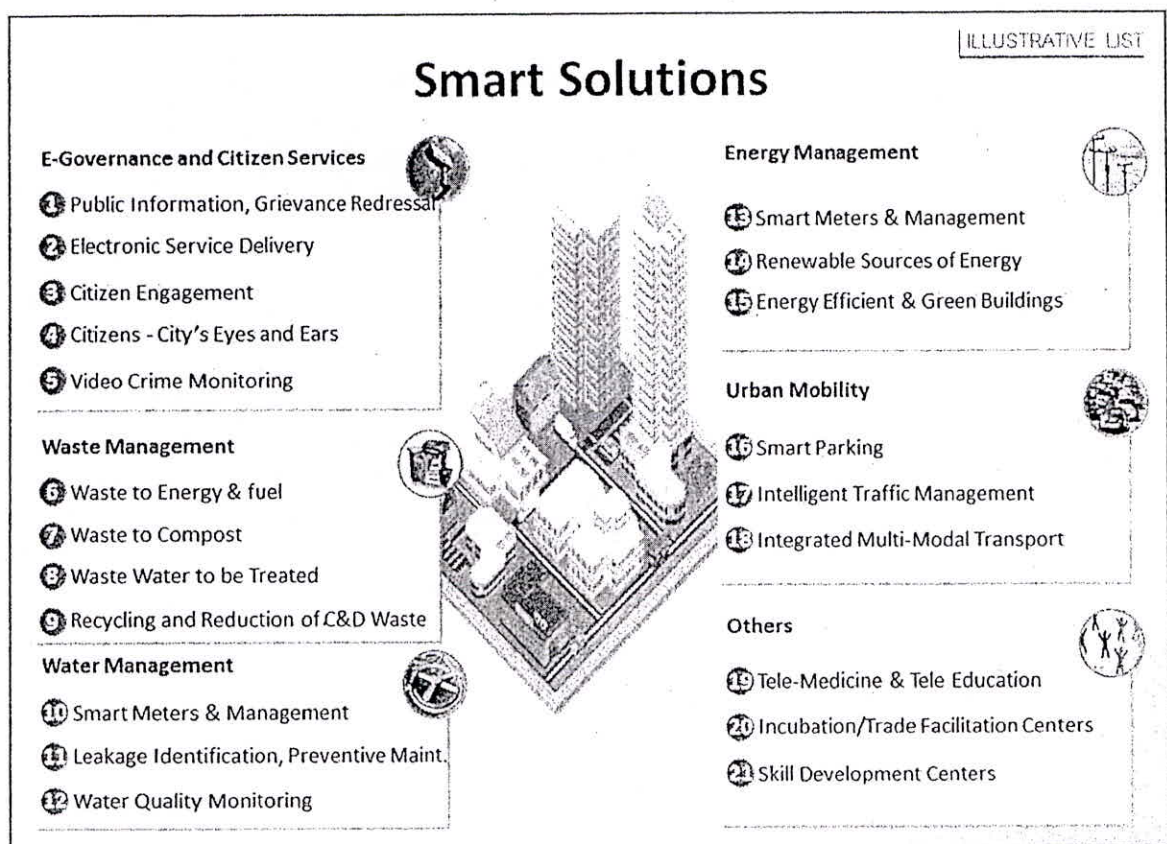 ILLUSTRATIVE LIST
Smart Solutions
E-Governance and Citizen Services
1 Public Information, Grievance Redressal
2 Electronic Service Delivery
3 Citizen Engagement
4 Citizens - City's Eyes and Ears
5 Video Crime Monitoring
Waste Management
6 Waste to Energy & fuel
7 Waste to Compost
8 Waste Water to be Treated
9 Recycling and Reduction of C&D Waste
Water Management
10 Smart Meters & Management
11 Leakage Identification, Preventive Maint.
12 Water Quality Monitoring
Energy Management
13 Smart Meters & Management
14 Renewable Sources of Energy
15 Energy Efficient & Green Buildings
Urban Mobility
16 Smart Parking
17 Intelligent Traffic Management
18 Integrated Multi-Modal Transport
Others
19 Tele-Medicine & Tele Education
20 Incubation/Trade Facilitation Centers
21 Skill Development Centers